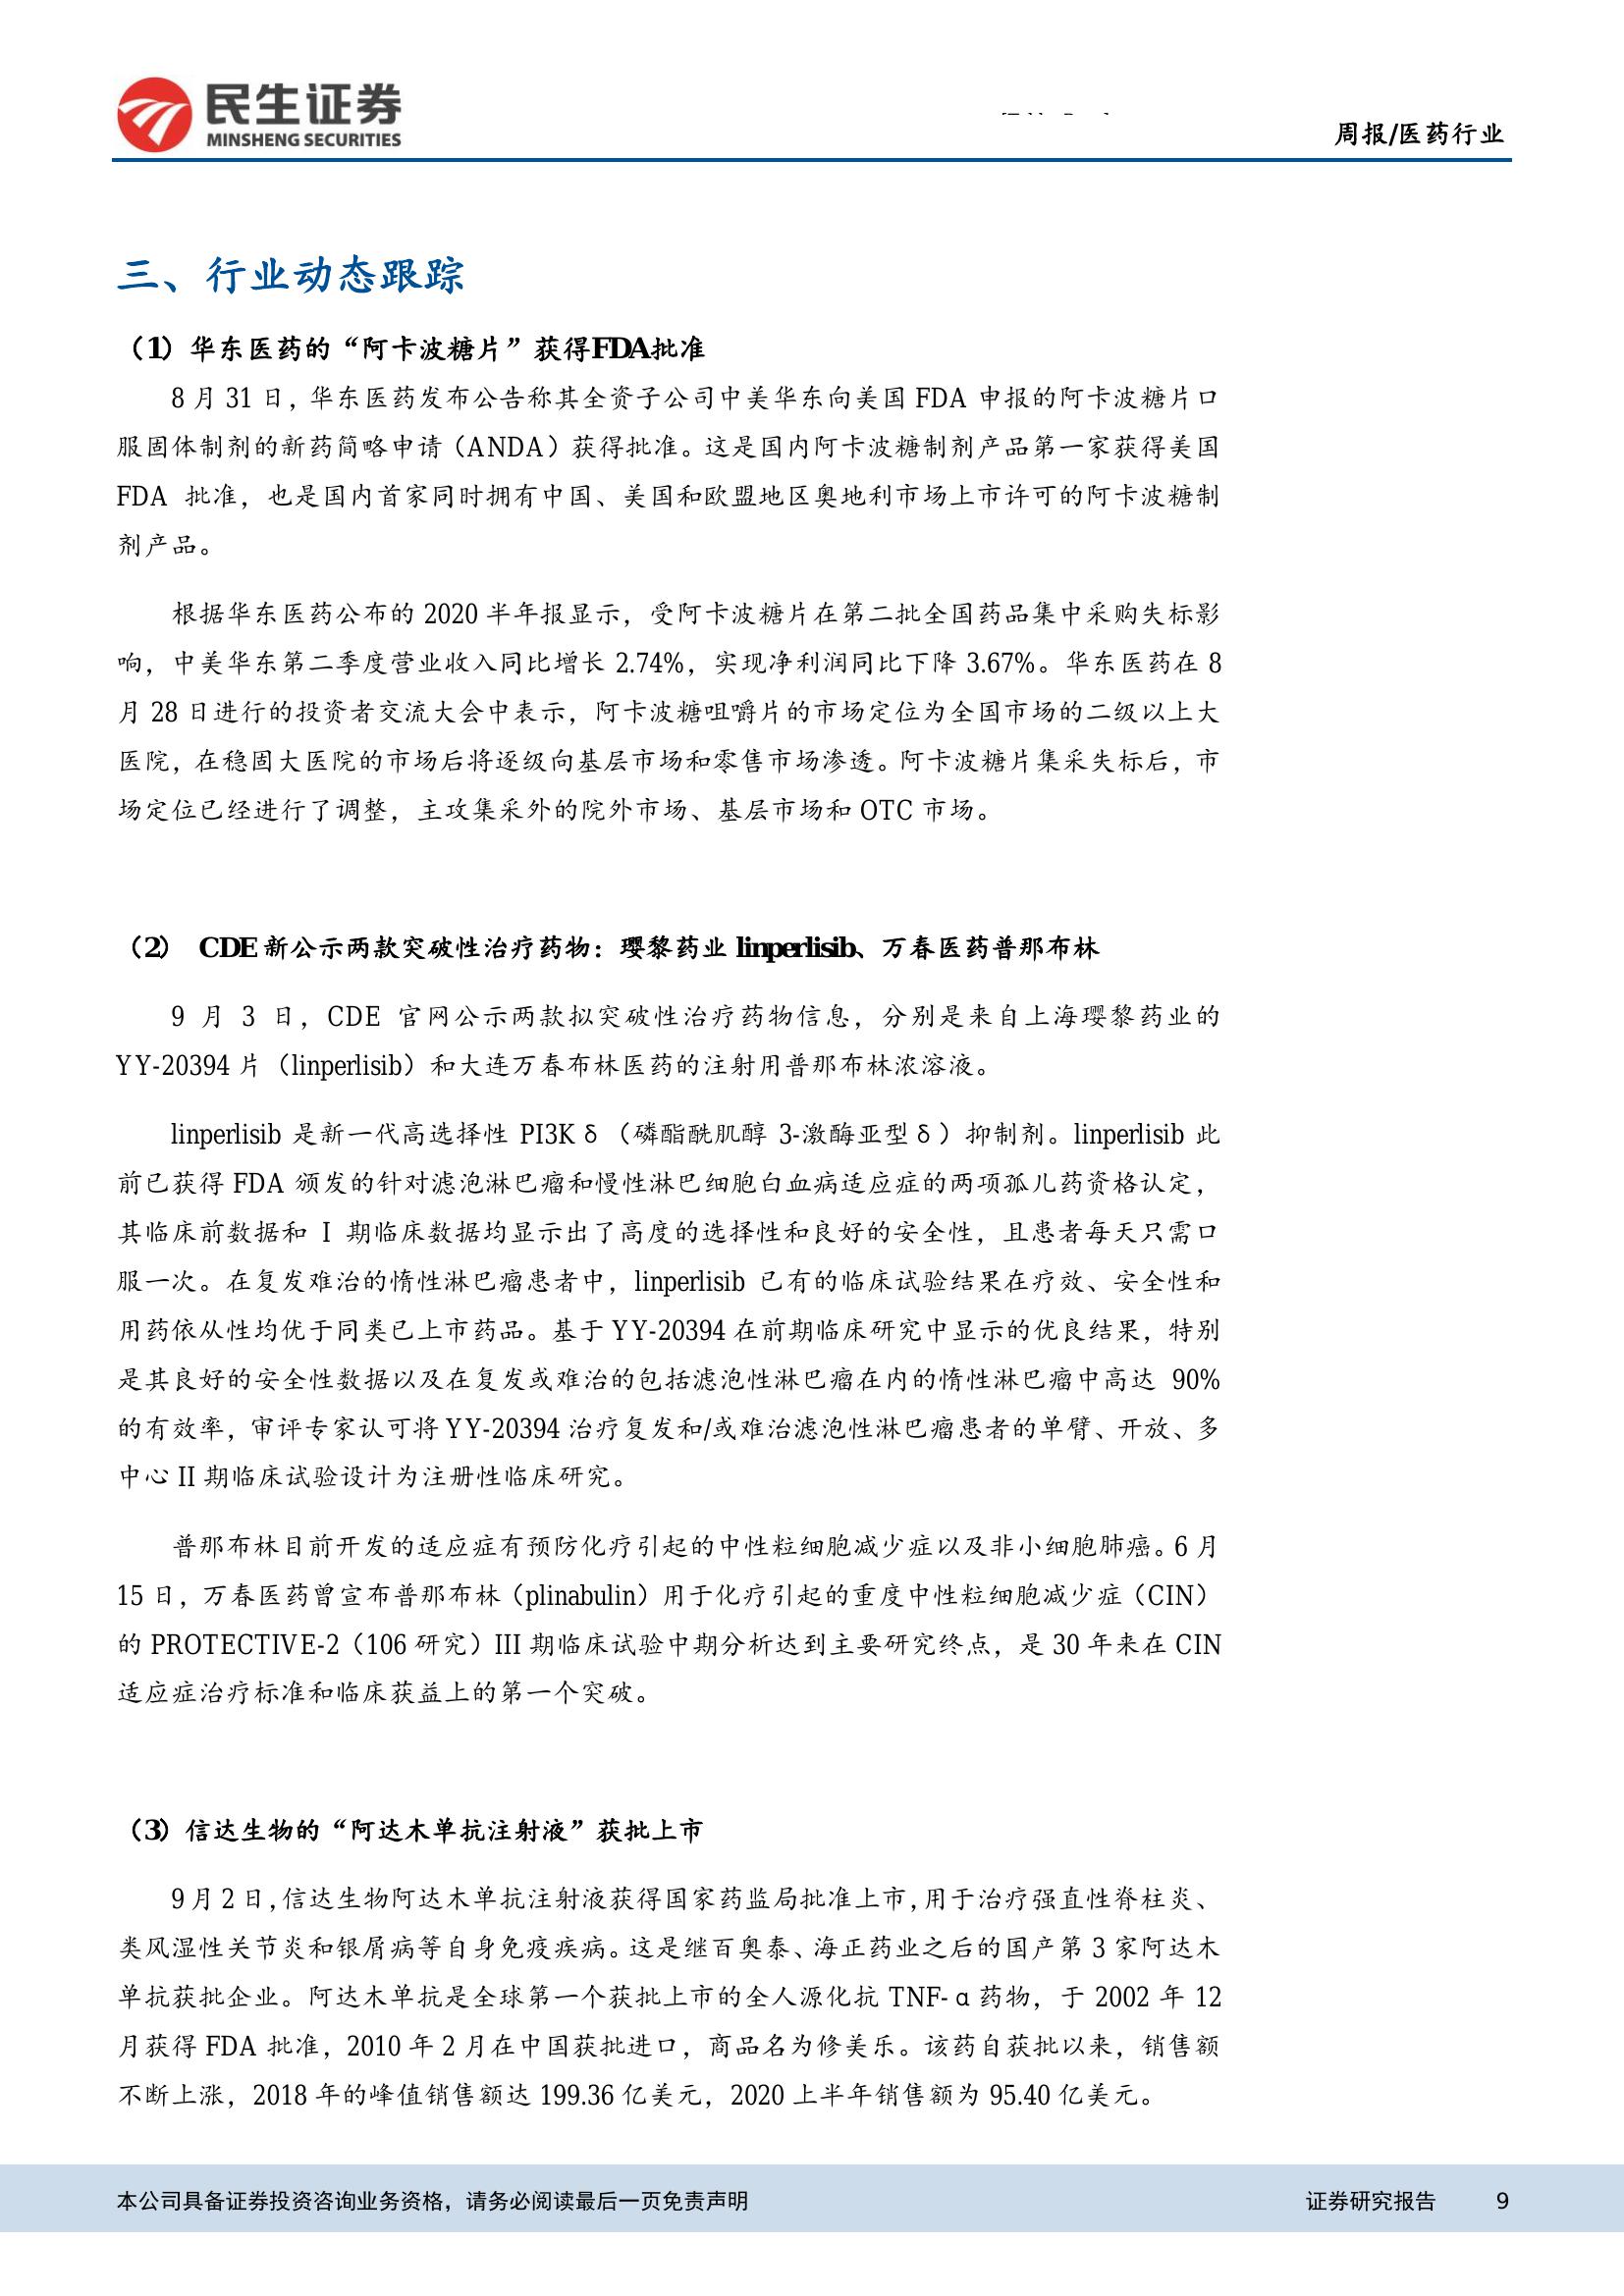 民生证券
MINSHENG SECURITIES
周报/医药行业
三、行业动态跟踪
（1）华东医药的“阿卡波糖片”获得FDA批准
8 月 31 日，华东医药发布公告称其全资子公司中美华东向美国 FDA 申报的阿卡波糖片口
服固体制剂的新药简略申请（ANDA）获得批准。这是国内阿卡波糖制剂产品第一家获得美国
FDA 批准，也是国内首家同时拥有中国、美国和欧盟地区奥地利市场上市许可的阿卡波糖制
剂产品。
根据华东医药公布的 2020 半年报显示，受阿卡波糖片在第二批全国药品集中采购失标影
响，中美华东第二季度营业收入同比增长 2.74%，实现净利润同比下降 3.67%。华东医药在 8
月 28 日进行的投资者交流大会中表示，阿卡波糖咀嚼片的市场定位为全国市场的二级以上大
医院，在稳固大医院的市场后将逐级向基层市场和零售市场渗透。阿卡波糖片集采失标后，市
场定位已经进行了调整，主攻集采外的院外市场、基层市场和 OTC 市场。
（2） CDE 新公示两款突破性治疗药物：璎黎药业 linperlisib、万春医药普那布林
9 月 3 日，CDE 官网公示两款拟突破性治疗药物信息，分别是来自上海璎黎药业的
YY-20394 片（linperlisib）和大连万春布林医药的注射用普那布林浓溶液。
linperlisib 是新一代高选择性 PI3K δ（磷酯酰肌醇 3-激酶亚型 δ）抑制剂。linperlisib 此
前已获得 FDA 颁发的针对滤泡淋巴瘤和慢性淋巴细胞白血病适应症的两项孤儿药资格认定，
其临床前数据和 I 期临床数据均显示出了高度的选择性和良好的安全性，且患者每天只需口
服一次。在复发难治的惰性淋巴瘤患者中，linperlisib 已有的临床试验结果在疗效、安全性和
用药依从性均优于同类已上市药品。基于 YY-20394 在前期临床研究中显示的优良结果，特别
是其良好的安全性数据以及在复发或难治的包括滤泡性淋巴瘤在内的惰性淋巴瘤中高达 90%
的有效率，审评专家认可将 YY-20394 治疗复发和/或难治滤泡性淋巴瘤患者的单臂、开放、多
中心 II 期临床试验设计为注册性临床研究。
普那布林目前开发的适应症有预防化疗引起的中性粒细胞减少症以及非小细胞肺癌。6 月
15 日，万春医药曾宣布普那布林（plinabulin）用于化疗引起的重度中性粒细胞减少症（CIN）
的 PROTECTIVE-2（106 研究）III 期临床试验中期分析达到主要研究终点，是 30 年来在 CIN
适应症治疗标准和临床获益上的第一个突破。
（3）信达生物的“阿达木单抗注射液”获批上市
9 月 2 日，信达生物阿达木单抗注射液获得国家药监局批准上市，用于治疗强直性脊柱炎、
类风湿性关节炎和银屑病等自身免疫疾病。这是继百奥泰、海正药业之后的国产第 3 家阿达木
单抗获批企业。阿达木单抗是全球第一个获批上市的全人源化抗 TNF-α 药物，于 2002 年 12
月获得 FDA 批准，2010 年 2 月在中国获批进口，商品名为修美乐。该药自获批以来，销售额
不断上涨，2018 年的峰值销售额达 199.36 亿美元，2020 上半年销售额为 95.40 亿美元。
本公司具备证券投资咨询业务资格，请务必阅读最后一页免责声明
证券研究报告 9